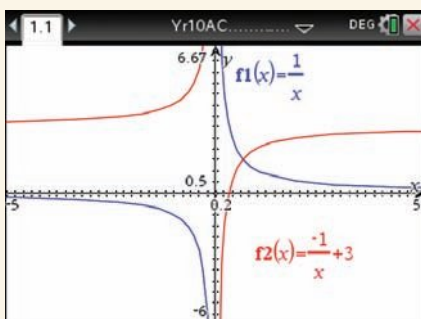 1.1
Yr10AC............
DEG
6.67
y
f1(x)=1/x
0.5
x
-5
0.2
5
f2(x)=-1/x+3
-6